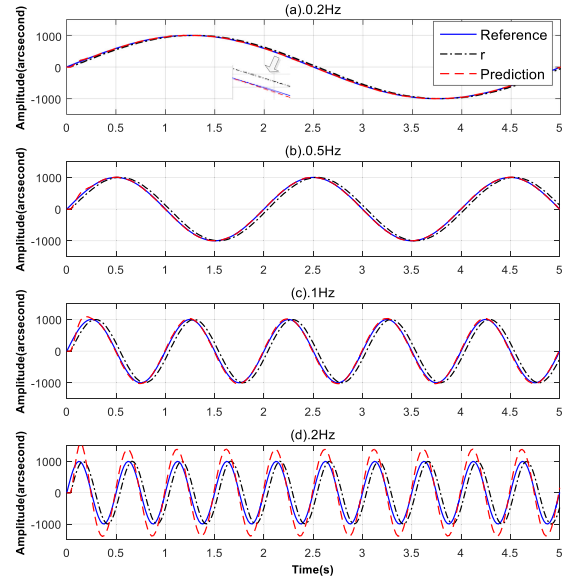 (a).0.2Hz
Amplitude(arcsecond)
1000
0
-1000
0 0.5 1 1.5 2 2.5 3 3.5 4 4.5 5
Reference
r
Prediction
(b).0.5Hz
Amplitude(arcsecond)
1000
0
-1000
0 0.5 1 1.5 2 2.5 3 3.5 4 4.5 5
(c).1Hz
Amplitude(arcsecond)
1000
0
-1000
0 0.5 1 1.5 2 2.5 3 3.5 4 4.5 5
(d).2Hz
Amplitude(arcsecond)
1000
0
-1000
0 0.5 1 1.5 2 2.5 3 3.5 4 4.5 5
Time(s)